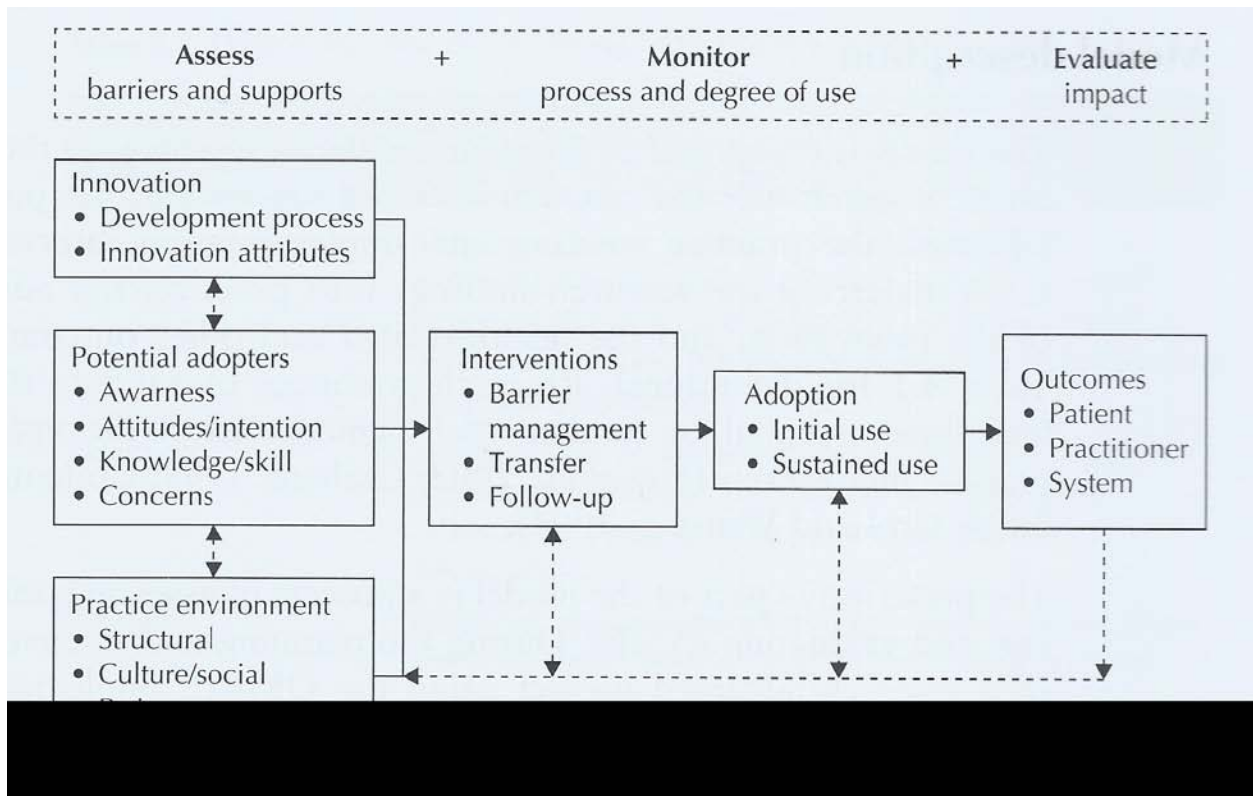 Assess + Monitor + Evaluate
barriers and supports process and degree of use impact
Innovation
• Development process
• Innovation attributes
Potential adopters
• Awarness
• Attitudes/intention
• Knowledge/skill
• Concerns
Practice environment
• Structural
• Culture/social
Interventions
• Barrier
management
• Transfer
• Follow-up
Adoption
• Initial use
• Sustained use
Outcomes
• Patient
• Practitioner
• System